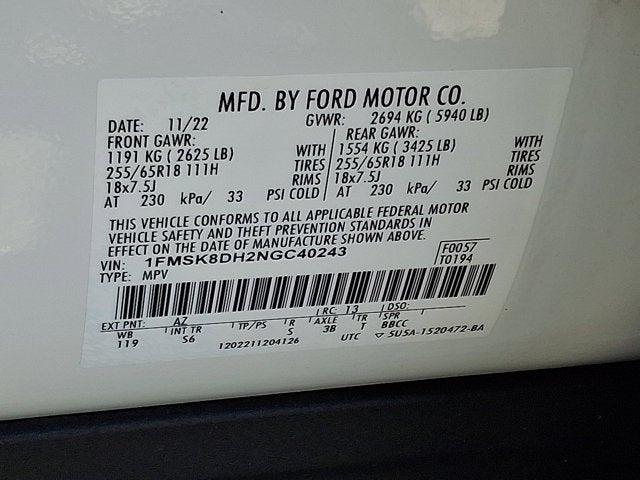 MFD. BY FORD MOTOR CO.
DATE: 11/22 GVWR: 2694 KG ( 5940 LB)
FRONT GAWR: REAR GAWR:
1191 KG ( 2625 LB) WITH 1554 KG ( 3425 LB) WITH
255/65R18 111H TIRES 255/65R18 111H TIRES
18x7.5J RIMS 18x7.5J RIMS
AT 230 kPa/ 33 PSI COLD AT 230 kPa/ 33 PSI COLD
THIS VEHICLE CONFORMS TO ALL APPLICABLE FEDERAL MOTOR
VEHICLE SAFETY AND THEFT PREVENTION STANDARDS IN
EFFECT ON THE DATE OF MANUFACTURE SHOWN ABOVE.
VIN: 1FMSK8DH2NGC40243 F0057
TYPE: MPV T0194
EXT PNT: AZ RC: 13 DSO:
WB INT TR TP/PS R AXLE TR SPR
119 S6 S 3B T BBCC
1202211204126 UTC ▽ 5U5A-1520472-BA